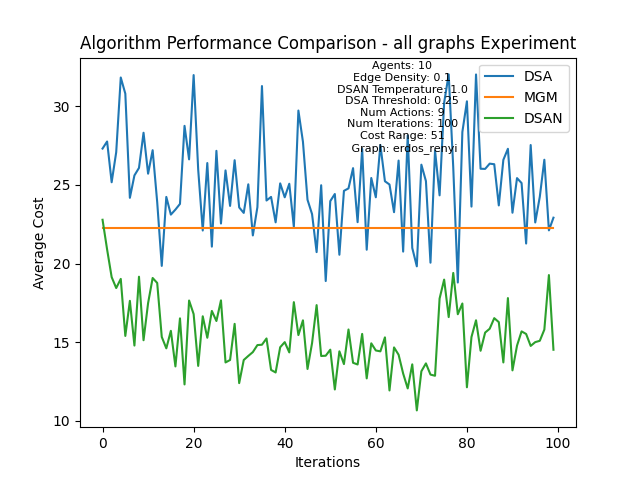 Algorithm Performance Comparison - all graphs Experiment
Agents: 10
Edge Density: 0.1
DSAN Temperature: 1.0
DSA Threshold: 0.25
Num Actions: 9
Num Iterations: 100
Cost Range: 51
Graph: erdos_renyi
DSA
MGM
DSAN
Average Cost
30
25
20
15
10
0
20
40
60
80
100
Iterations